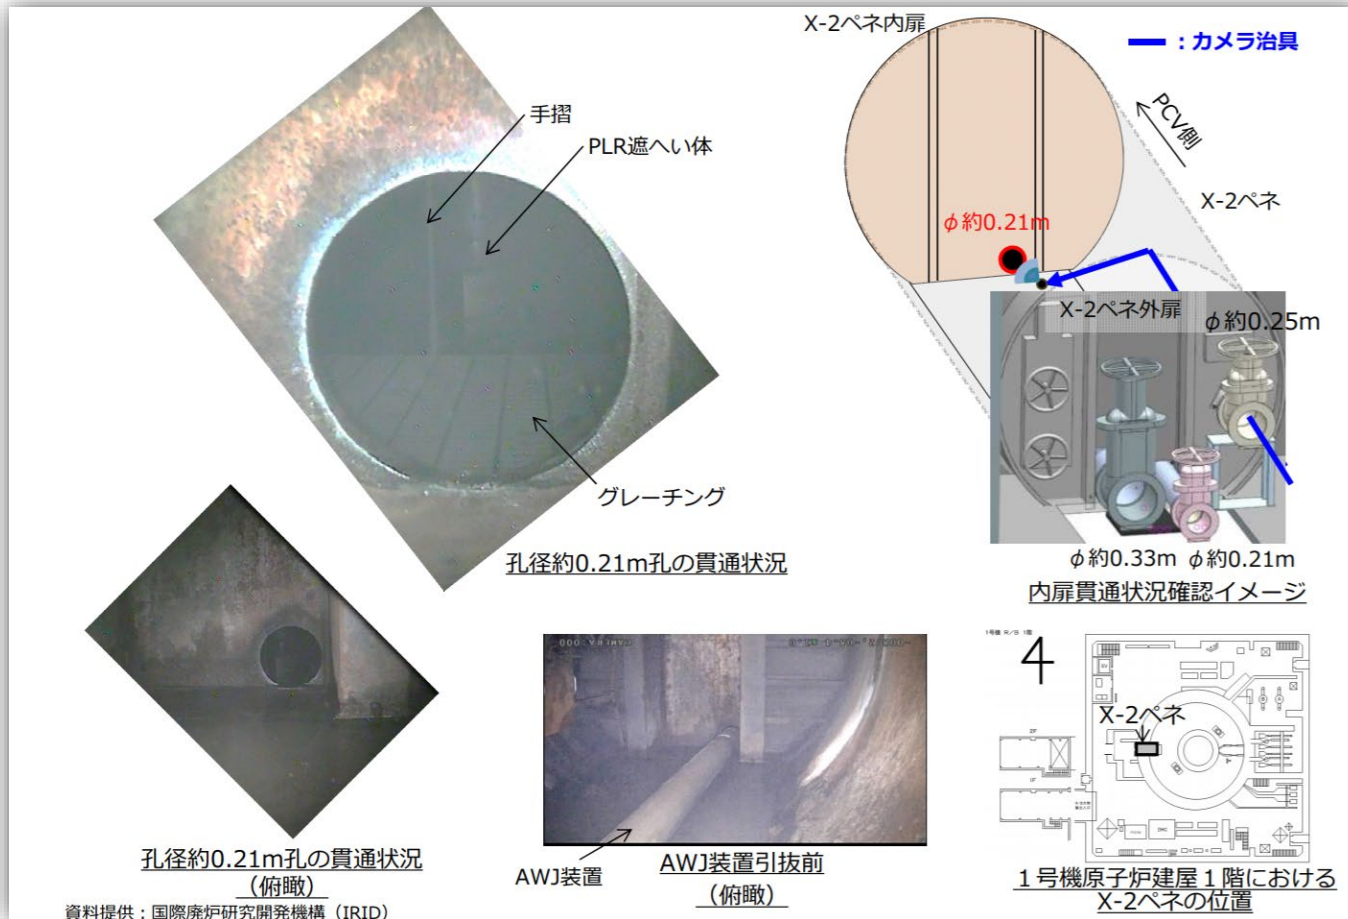 手摺
PLR遮へい体
グレーチング
孔径約0.21m孔の貫通状況
X-2ペネ内扉
：カメラ治具
PCV側
X-2ペネ
φ約0.21m
X-2ペネ外扉
φ約0.25m
φ約0.33m
φ約0.21m
内扉貫通状況確認イメージ
孔径約0.21m孔の貫通状況
（俯瞰）
資料提供：国際廃炉研究開発機構（IRID）
AWJ装置
AWJ装置引抜前
（俯瞰）
1号機 R／B 1階
4
X-2ペネ
2F
1F
１号機原子炉建屋１階における
X-2ペネの位置